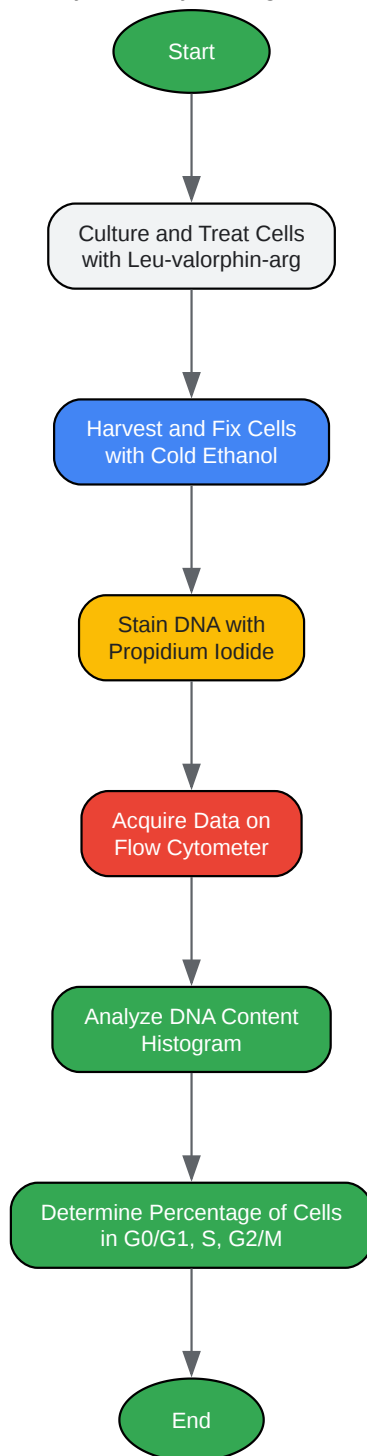 Start
Culture and Treat Cells
with Leu-valorphin-arg
Harvest and Fix Cells
with Cold Ethanol
Stain DNA with
Propidium Iodide
Acquire Data on
Flow Cytometer
Analyze DNA Content
Histogram
Determine Percentage of Cells
in G0/G1, S, G2/M
End